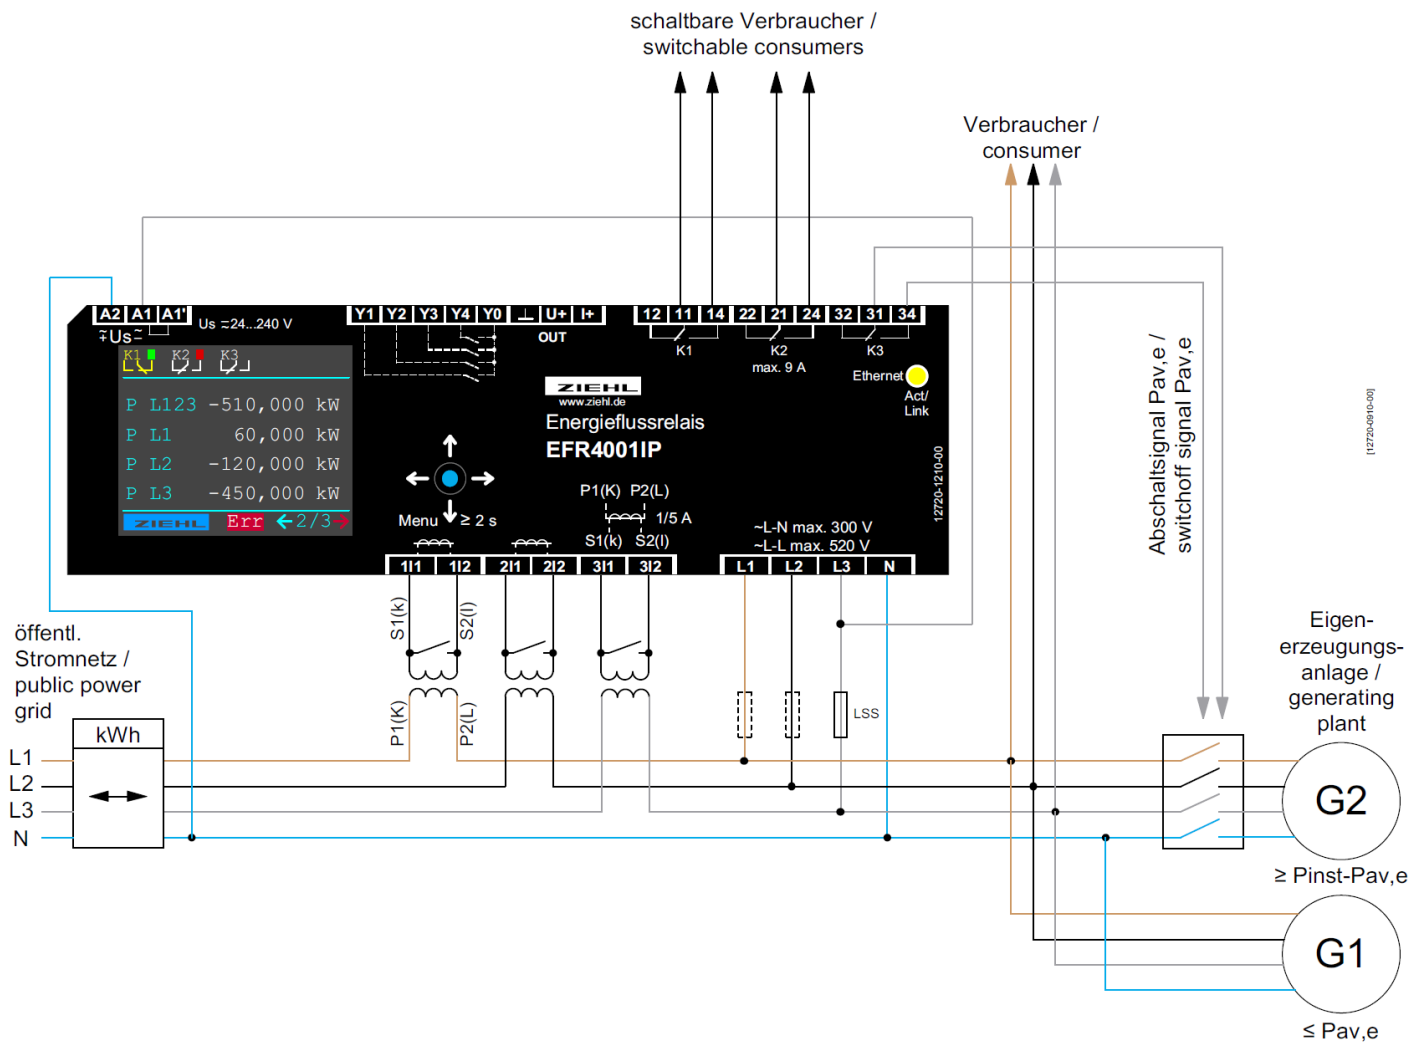 schaltbare Verbraucher /
switchable consumers
Verbraucher /
consumer
A2 A1 A1'
Us ≂24...240 V
≂Us≂
Y1 Y2 Y3 Y4 Y0 ⊥ U+ I+
OUT
12 11 14 22 21 24 32 31 34
K1 K2 K3
max. 9 A
K1 K2 K3
P L123 -510,000 kW
P L1 60,000 kW
P L2 -120,000 kW
P L3 -450,000 kW
ZIEHL Err ←2/3→
ZIEHL
www.ziehl.de
Energieflussrelais
EFR4001IP
Ethernet
Act/
Link
12720-1210-00
Menu ≥ 2 s
P1(K) P2(L)
1/5 A
S1(k) S2(l)
~L-N max. 300 V
~L-L max. 520 V
1I1 1I2 2I1 2I2 3I1 3I2
L1 L2 L3 N
S1(k) S2(l)
P1(K) P2(L)
LSS
Abschaltsignal Pav,e /
switchoff signal Pav,e
[12720-0910-00]
öffentl.
Stromnetz /
public power
grid
kWh
L1
L2
L3
N
Eigen-
erzeugungs-
anlage /
generating
plant
G2
≥ Pinst-Pav,e
G1
≤ Pav,e